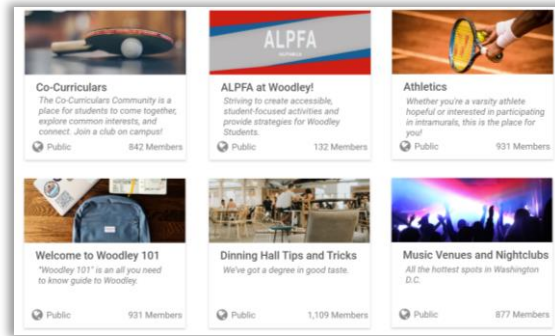 ALPFA
Co-Curriculars
The Co-Curriculars Community is a
place for students to come together,
explore common interests, and
connect. Join a club on campus!
Public 842 Members
ALPFA at Woodley!
Striving to create accessible,
student-focused activities and
provide strategies for Woodley
Students.
Public 132 Members
Athletics
Whether you're a varsity athlete
hopeful or interested in participating
in intramurals, this is the place for
you!
Public 931 Members
Welcome to Woodley 101
"Woodley 101" is an all you need
to know guide to Woodley.
Public 931 Members
Dinning Hall Tips and Tricks
We've got a degree in good taste.
Public 1,109 Members
Music Venues and Nightclubs
All the hottest spots in Washington
D.C.
Public 877 Members